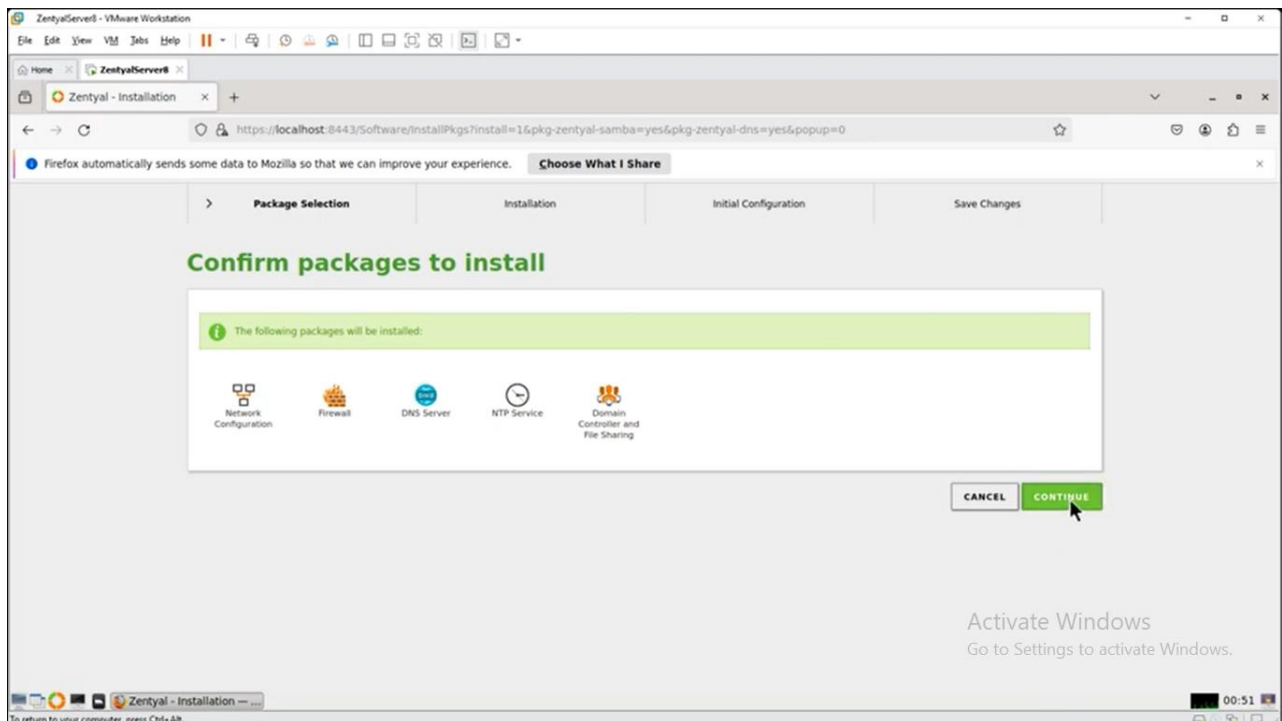 ZentyalServer8 - VMware Workstation
File Edit View VM Tabs Help
Home ZentyalServer8
Zentyal - Installation
https://localhost:8443/Software/InstallPkgs?install=1&pkg-zentyal-samba=yes&pkg-zentyal-dns=yes&popup=0
Firefox automatically sends some data to Mozilla so that we can improve your experience. Choose What I Share
Package Selection Installation Initial Configuration Save Changes
Confirm packages to install
The following packages will be installed:
Network Configuration
Firewall
DNS
DNS Server
NTP Service
Domain Controller and File Sharing
CANCEL CONTINUE
Activate Windows
Go to Settings to activate Windows.
Zentyal - Installation — ... 00:51
To return to your computer, press Ctrl+Alt.